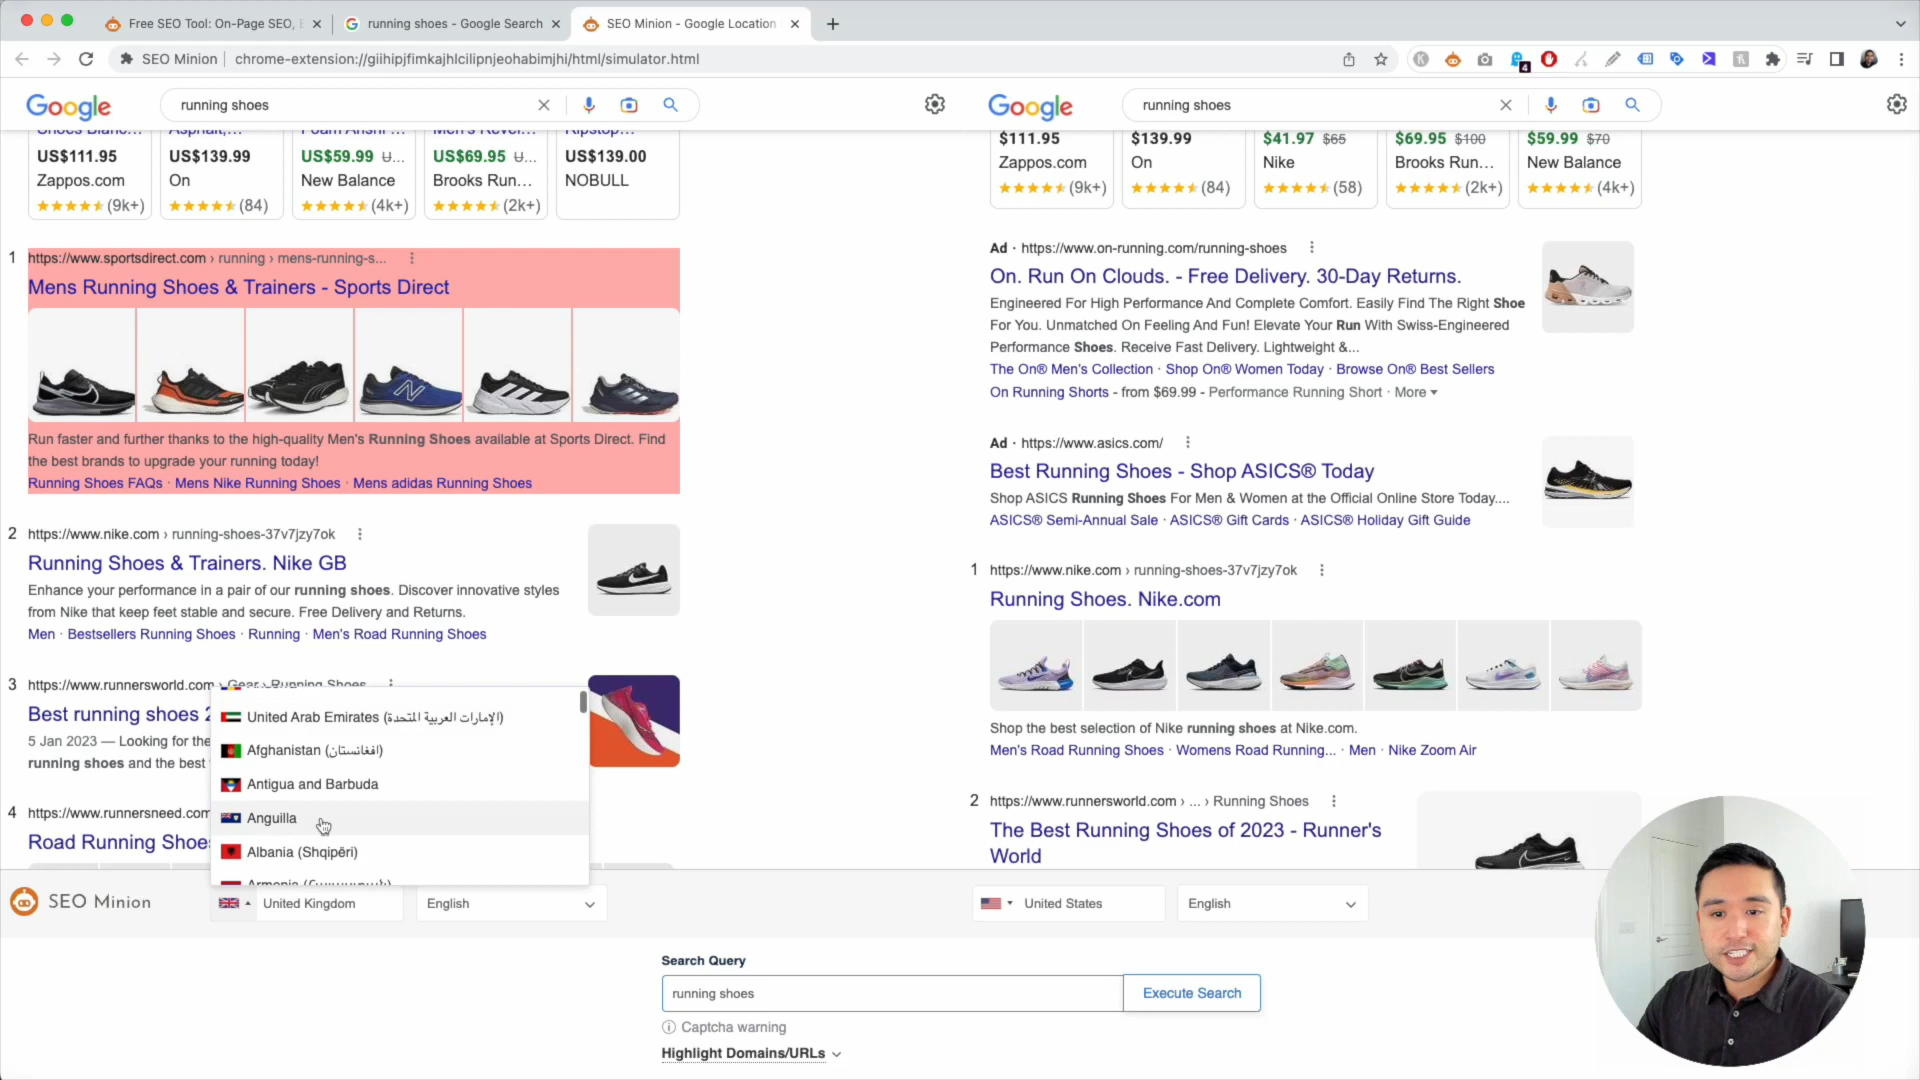 Free SEO Tool: On-Page SEO, E
running shoes - Google Search
SEO Minion - Google Location
SEO Minion
chrome-extension://giihipjfimkajhlcilipnjeohabimjhi/html/simulator.html
4
Google
running shoes
US$111.95
Zappos.com
(9k+)
US$139.99
On
(84)
US$59.99 U...
New Balance
(4k+)
US$69.95 U...
Brooks Run...
(2k+)
US$139.00
NOBULL
1 https://www.sportsdirect.com › running › mens-running-s...
Mens Running Shoes & Trainers - Sports Direct
Run faster and further thanks to the high-quality Men's Running Shoes available at Sports Direct. Find
the best brands to upgrade your running today!
Running Shoes FAQs · Mens Nike Running Shoes · Mens adidas Running Shoes
2 https://www.nike.com › running-shoes-37v7jzy7ok
Running Shoes & Trainers. Nike GB
Enhance your performance in a pair of our running shoes. Discover innovative styles
from Nike that keep feet stable and secure. Free Delivery and Returns.
Men · Bestsellers Running Shoes · Running · Men's Road Running Shoes
3 https://www.runnersworld.com › Gear › Running Shoes
Best running shoes 2
5 Jan 2023 — Looking for the
running shoes and the best
4 https://www.runnersneed.com
Road Running Shoes
United Arab Emirates (الإمارات العربية المتحدة)
Afghanistan (افغانستان)
Antigua and Barbuda
Anguilla
Albania (Shqipëri)
SEO Minion
United Kingdom
English
Google
running shoes
$111.95
Zappos.com
(9k+)
$139.99
On
(84)
$41.97 $65
Nike
(58)
$69.95 $100
Brooks Run...
(2k+)
$59.99 $70
New Balance
(4k+)
Ad · https://www.on-running.com/running-shoes
On. Run On Clouds. - Free Delivery. 30-Day Returns.
Engineered For High Performance And Complete Comfort. Easily Find The Right Shoe
For You. Unmatched On Feeling And Fun! Elevate Your Run With Swiss-Engineered
Performance Shoes. Receive Fast Delivery. Lightweight &...
The On® Men's Collection · Shop On® Women Today · Browse On® Best Sellers
On Running Shorts - from $69.99 - Performance Running Short · More
Ad · https://www.asics.com/
Best Running Shoes - Shop ASICS® Today
Shop ASICS Running Shoes For Men & Women at the Official Online Store Today....
ASICS® Semi-Annual Sale · ASICS® Gift Cards · ASICS® Holiday Gift Guide
1 https://www.nike.com › running-shoes-37v7jzy7ok
Running Shoes. Nike.com
Shop the best selection of Nike running shoes at Nike.com.
Men's Road Running Shoes · Womens Road Running... · Men · Nike Zoom Air
2 https://www.runnersworld.com › ... › Running Shoes
The Best Running Shoes of 2023 - Runner's
World
United States
English
Search Query
running shoes
Execute Search
Captcha warning
Highlight Domains/URLs